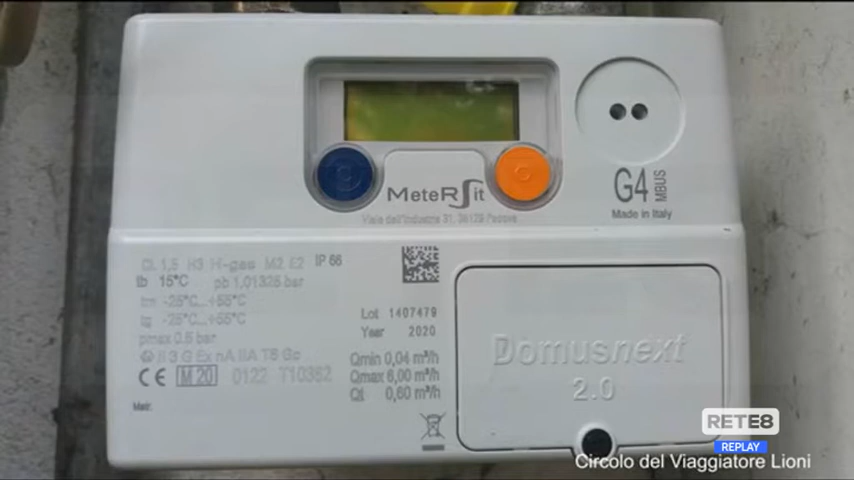 MeteRSit
Viale dell'Industria 31, 35129 Padova
G4 MBUS
Made in Italy
CL 1,5 H3 H-gas M2 E2 IP 66
tb 15°C pb 1,01325 bar
tm -25°C...+55°C
tg -25°C...+55°C
pmax 0.5 bar
II 3 G Ex nA IIA T5 Gc
CE M 20 0122 T10362
Matr.
Lot 1407479
Year 2020
Qmin 0,04 m³/h
Qmax 6,00 m³/h
Qt 0,60 m³/h
Domusnext
2.0
RETE8
REPLAY
Circolo del Viaggiatore Lioni